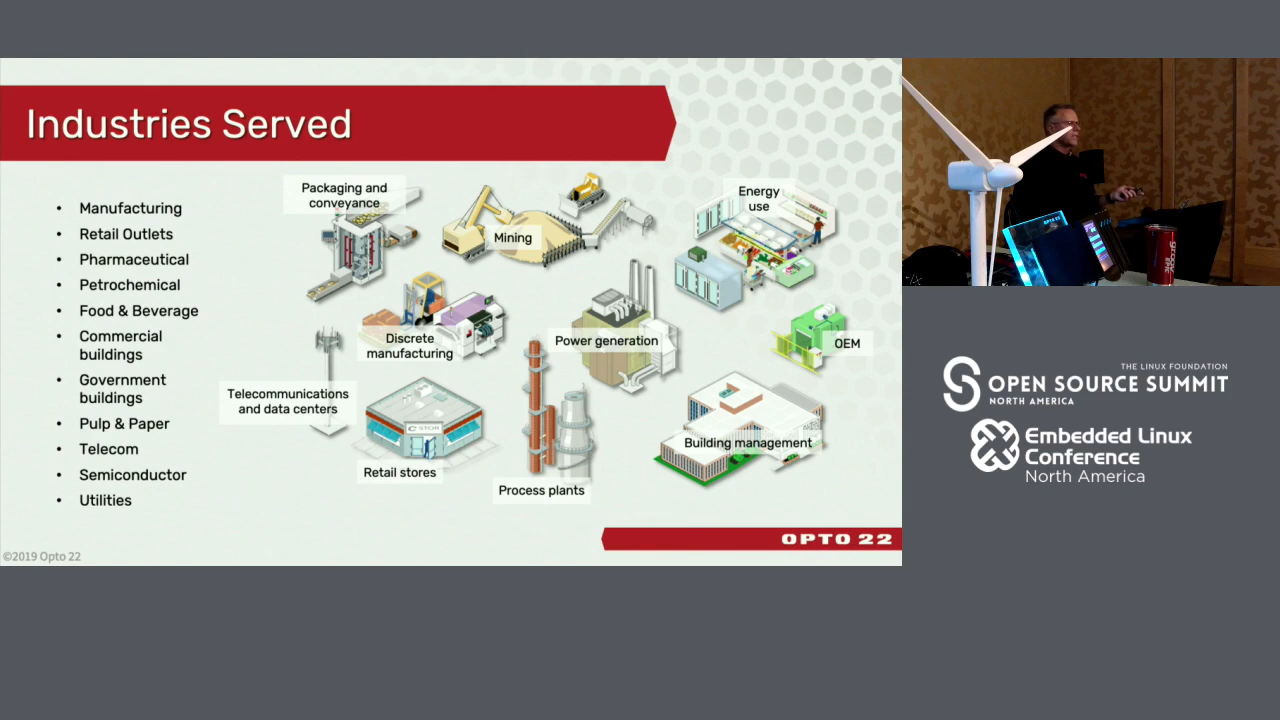 Industries Served
• Manufacturing
• Retail Outlets
• Pharmaceutical
• Petrochemical
• Food & Beverage
• Commercial
buildings
• Government
buildings
• Pulp & Paper
• Telecom
• Semiconductor
• Utilities
Packaging and
conveyance
Mining
Energy
use
Discrete
manufacturing
Power generation
OEM
Telecommunications
and data centers
C STOR
Retail stores
Building management
Process plants
OPTO 22
©2019 Opto 22
OPTO 22
THE LINUX FOUNDATION
OPEN SOURCE SUMMIT
NORTH AMERICA
Embedded Linux
Conference
North America